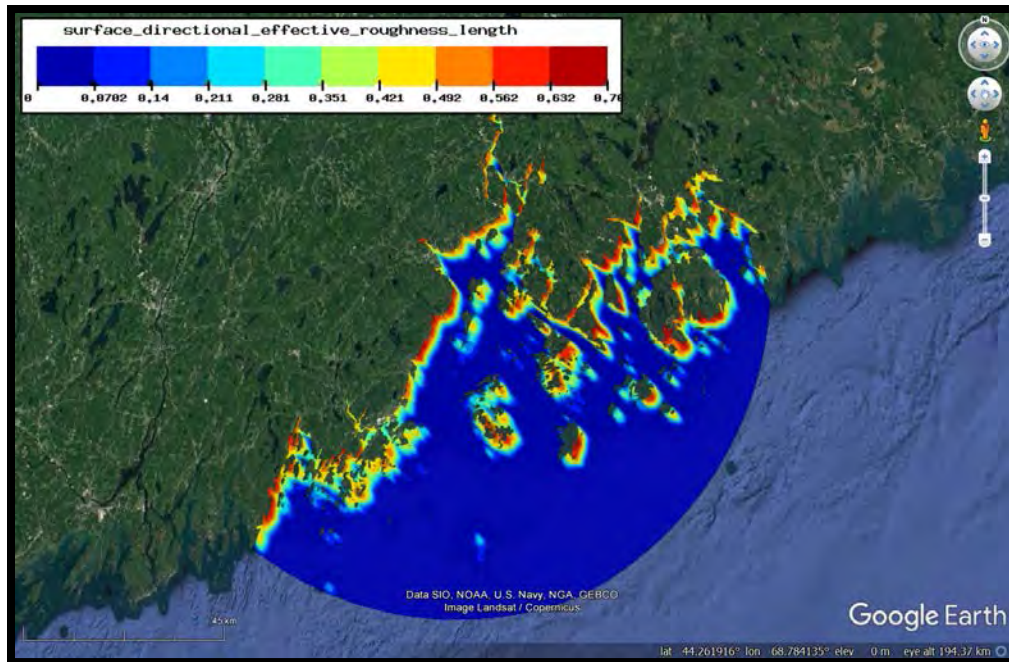 surface_directional_effective_roughness_length
0 0.0702 0.14 0.211 0.281 0.351 0.421 0.492 0.562 0.632 0.70
N
Data SIO, NOAA, U.S. Navy, NGA, GEBCO
Image Landsat / Copernicus
Google Earth
45 km
lat 44.261916° lon 68.784135° elev 0 m eye alt 194.37 km